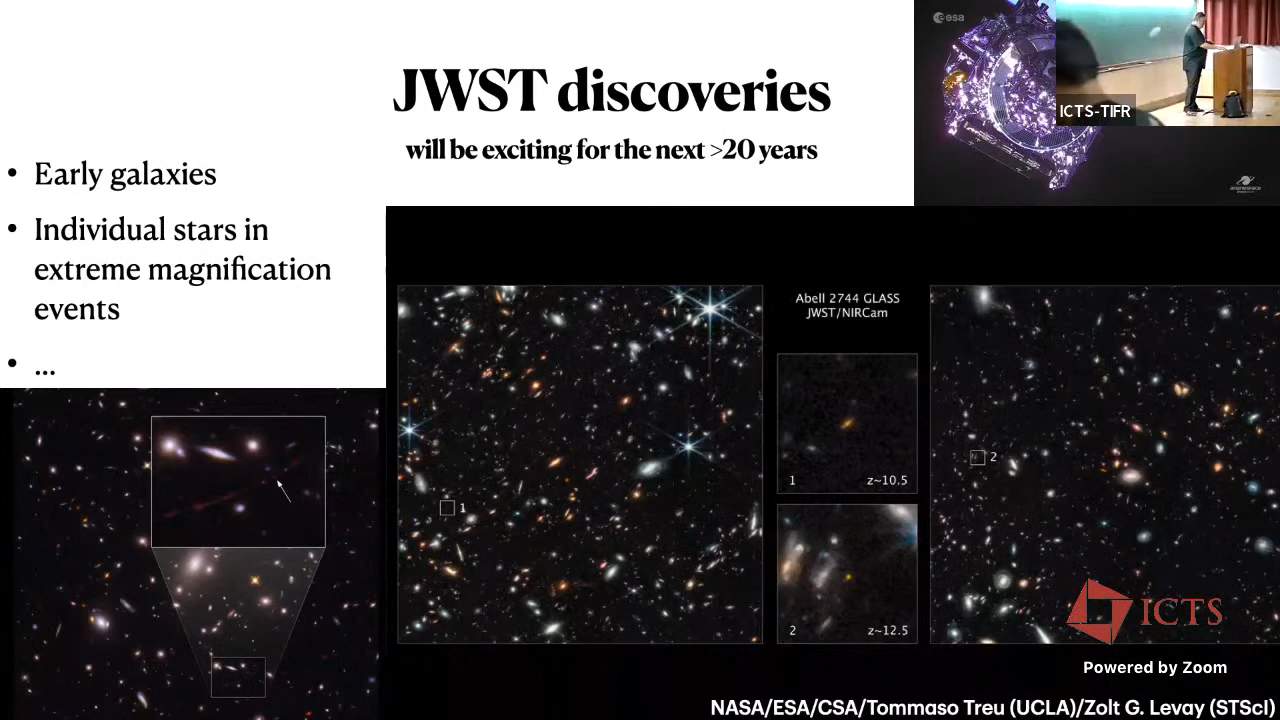 JWST discoveries
will be exciting for the next >20 years
• Early galaxies
• Individual stars in
extreme magnification
events
• ...
esa
ICTS-TIFR
Abell 2744 GLASS
JWST/NIRCam
1
1
z~10.5
2
2
z~12.5
ICTS
Powered by Zoom
NASA/ESA/CSA/Tommaso Treu (UCLA)/Zolt G. Levay (STScI)